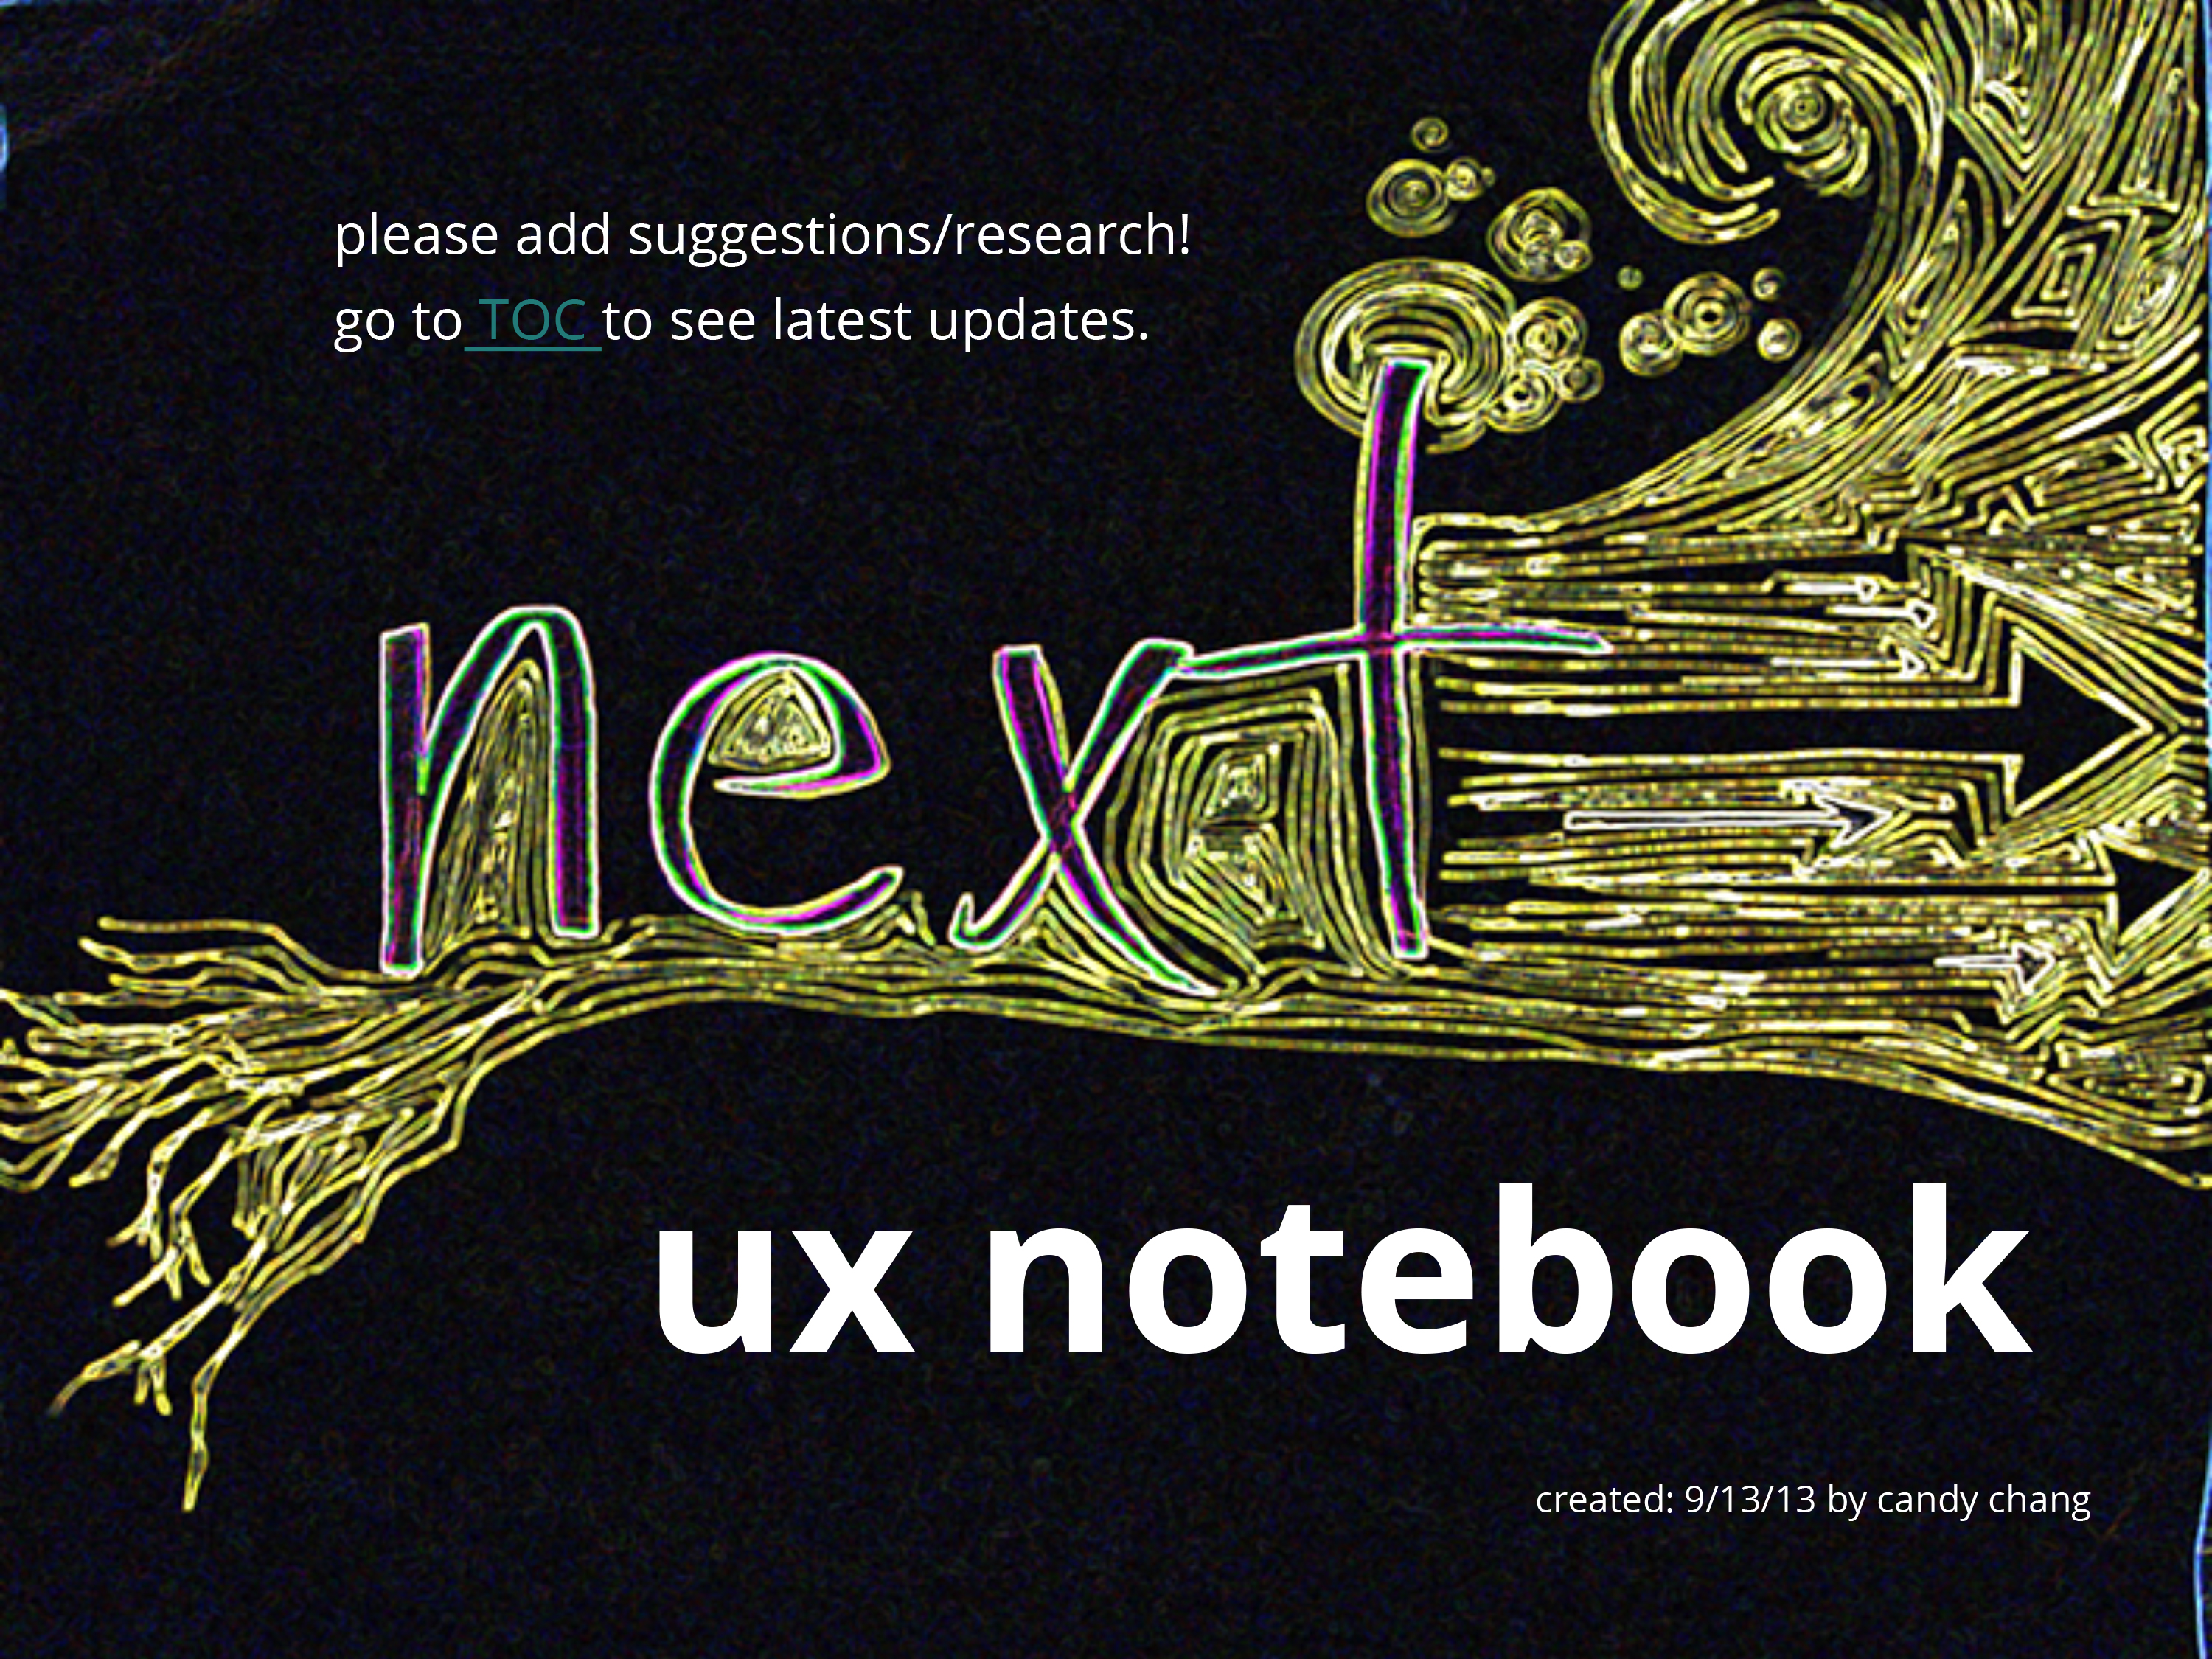 please add suggestions/research!
go to TOC to see latest updates.
next
ux notebook
created: 9/13/13 by candy chang